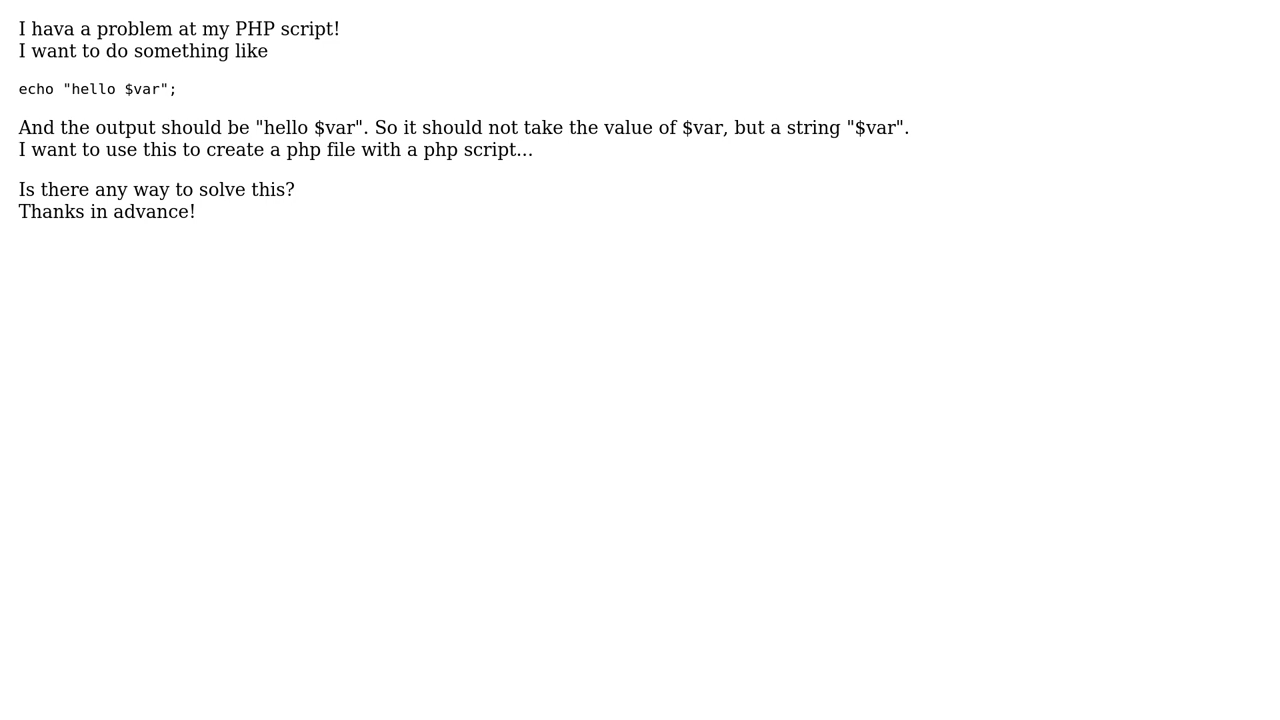 I hava a problem at my PHP script!
I want to do something like
echo "hello $var";
And the output should be "hello $var". So it should not take the value of $var, but a string "$var".
I want to use this to create a php file with a php script...
Is there any way to solve this?
Thanks in advance!